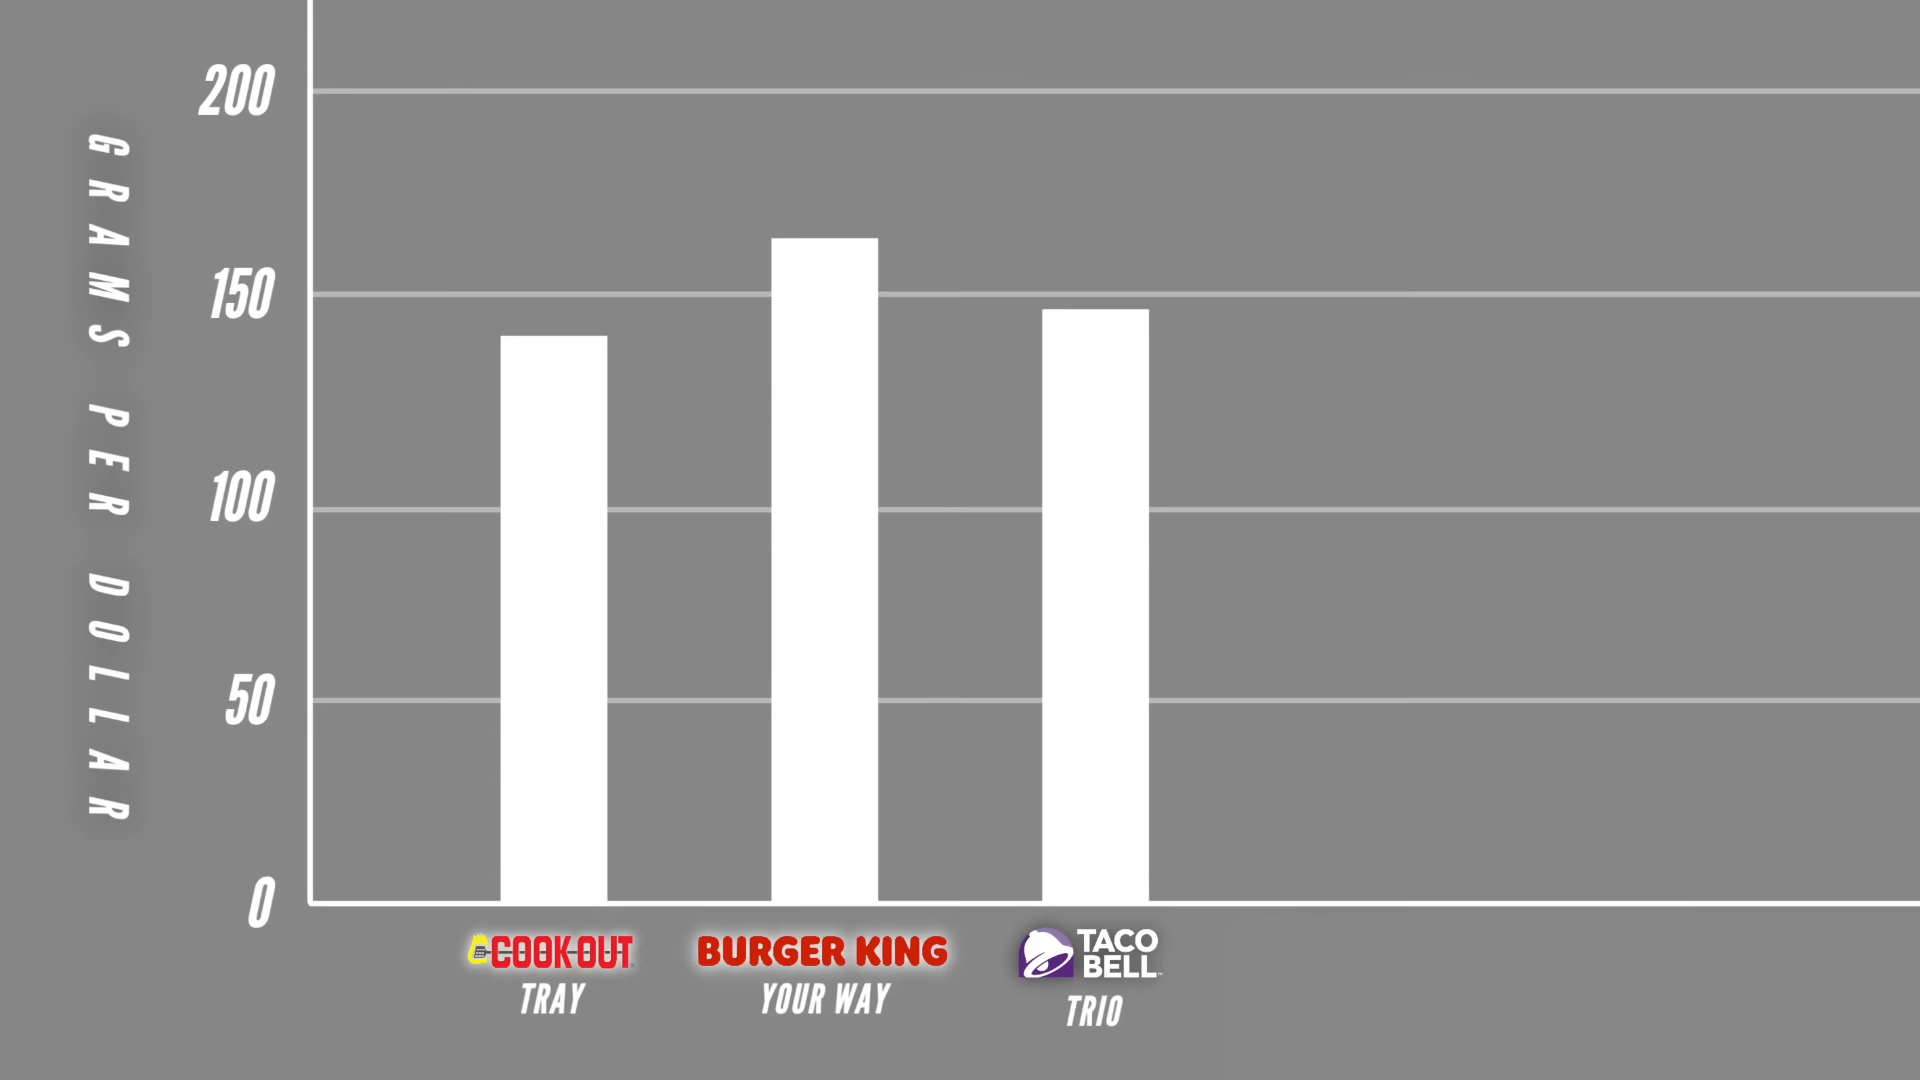 GRAMS PER DOLLAR
200
150
100
50
0
COOK-OUT
TRAY
BURGER KING
YOUR WAY
TACO
BELL
TRIO